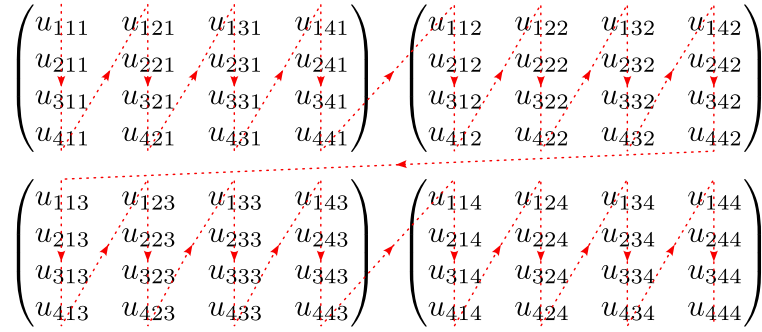 u111 u121 u131 u141 u112 u122 u132 u142
u211 u221 u231 u241 u212 u222 u232 u242
u311 u321 u331 u341 u312 u322 u332 u342
u411 u421 u431 u441 u412 u422 u432 u442
u113 u123 u133 u143 u114 u124 u134 u144
u213 u223 u233 u243 u214 u224 u234 u244
u313 u323 u333 u343 u314 u324 u334 u344
u413 u423 u433 u443 u414 u424 u434 u444